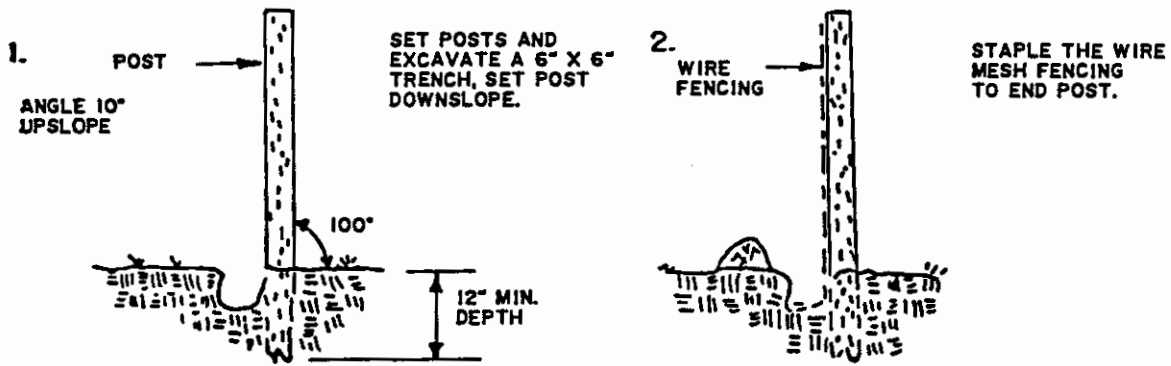 1.
POST
ANGLE 10°
UPSLOPE
SET POSTS AND
EXCAVATE A 6" X 6"
TRENCH, SET POST
DOWNSLOPE.
100°
12" MIN.
DEPTH
2.
WIRE
FENCING
STAPLE THE WIRE
MESH FENCING
TO END POST.